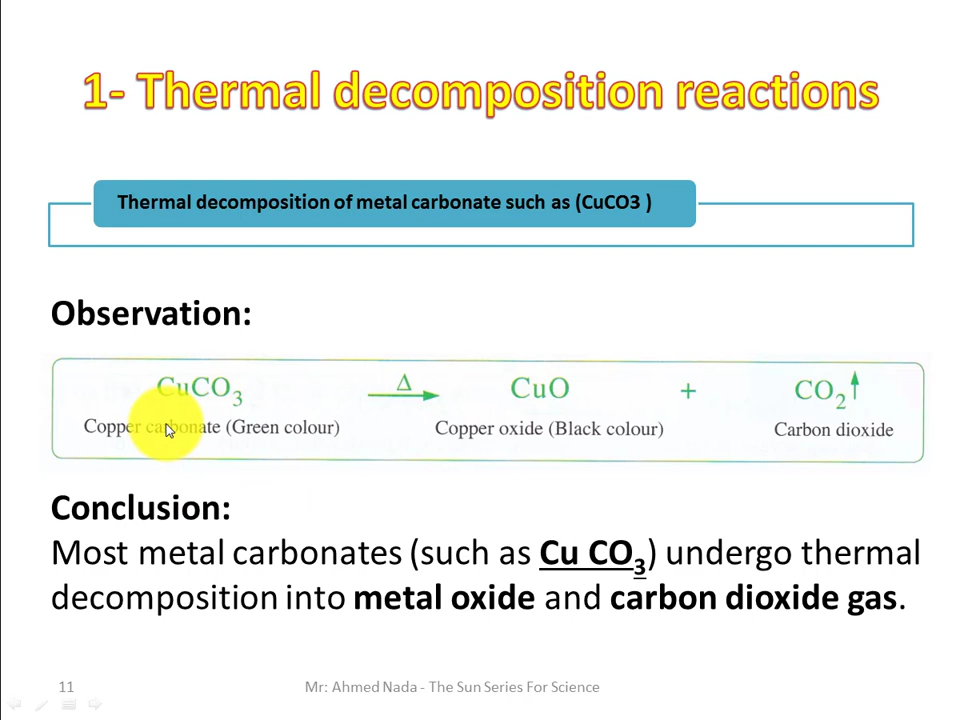 1- Thermal decomposition reactions
Thermal decomposition of metal carbonate such as (CuCO3 )
Observation:
CuCO₃ Δ CuO + CO₂↑
Copper carbonate (Green colour) Copper oxide (Black colour) Carbon dioxide
Conclusion:
Most metal carbonates (such as Cu CO₃) undergo thermal
decomposition into metal oxide and carbon dioxide gas.
11 Mr: Ahmed Nada - The Sun Series For Science